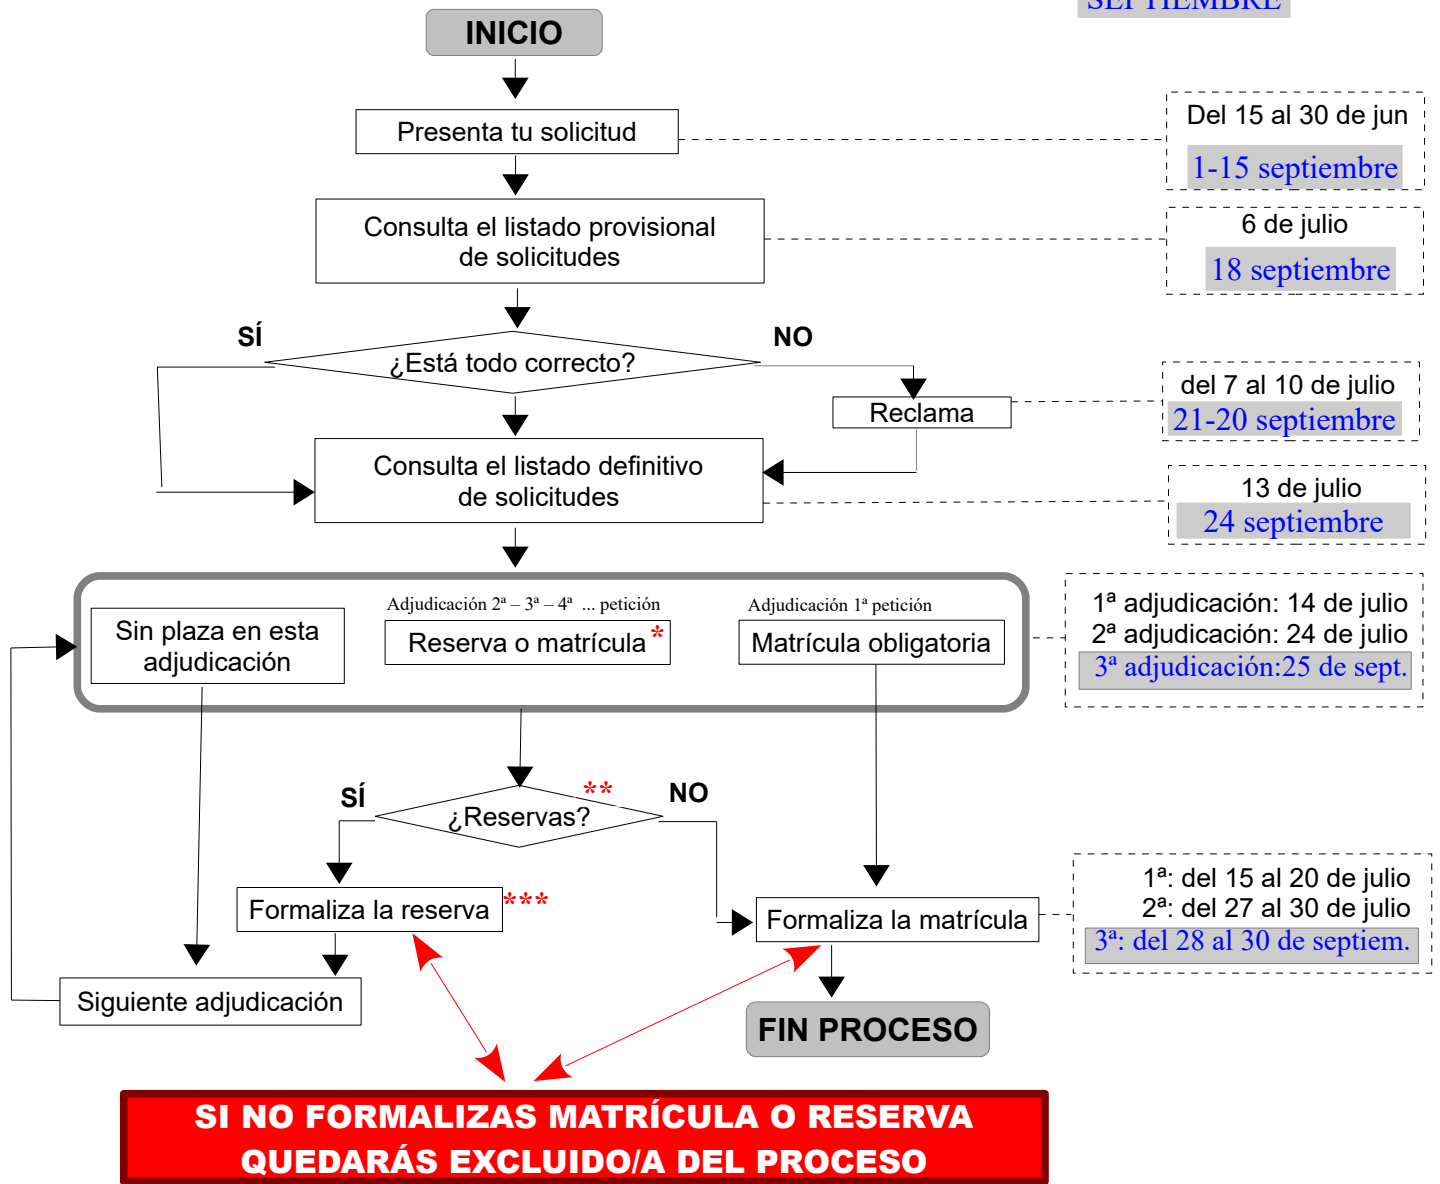 SEPTIEMBRE
INICIO
Presenta tu solicitud
Del 15 al 30 de jun
1-15 septiembre
Consulta el listado provisional
de solicitudes
6 de julio
18 septiembre
SÍ
NO
¿Está todo correcto?
Reclama
del 7 al 10 de julio
21-20 septiembre
Consulta el listado definitivo
de solicitudes
13 de julio
24 septiembre
Sin plaza en esta
adjudicación
Adjudicación 2ª – 3ª – 4ª ... petición
Reserva o matrícula *
Adjudicación 1ª petición
Matrícula obligatoria
1ª adjudicación: 14 de julio
2ª adjudicación: 24 de julio
3ª adjudicación:25 de sept.
SÍ
**
NO
¿Reservas?
Formaliza la reserva ***
Formaliza la matrícula
1ª: del 15 al 20 de julio
2ª: del 27 al 30 de julio
3ª: del 28 al 30 de septiem.
Siguiente adjudicación
FIN PROCESO
SI NO FORMALIZAS MATRÍCULA O RESERVA
QUEDARÁS EXCLUIDO/A DEL PROCESO